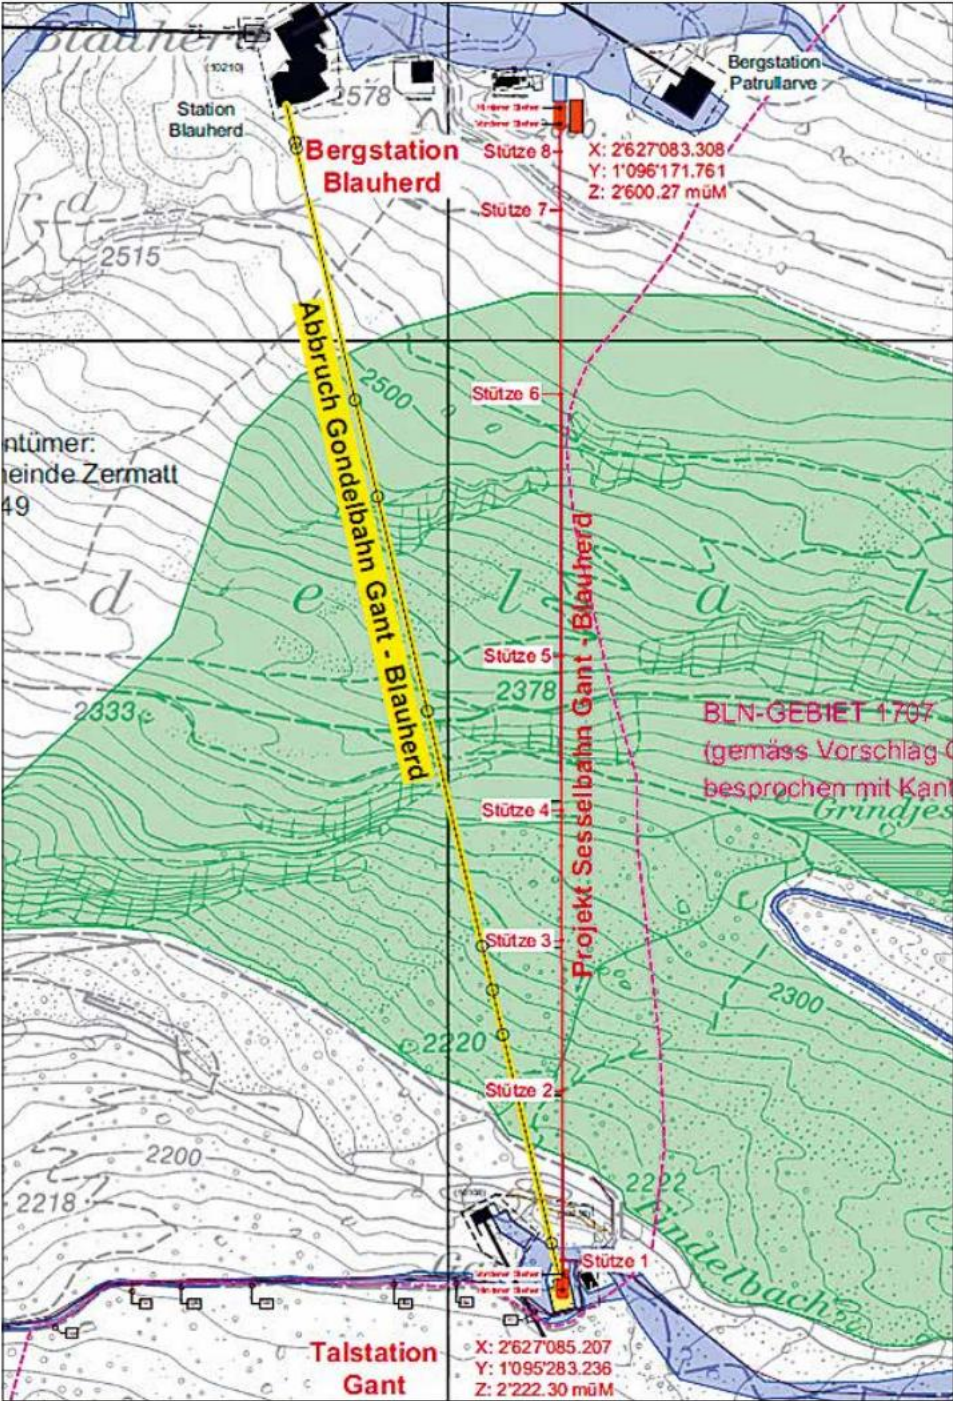 Blauherd
(10210)
2578
Station
Blauherd
Bergstation
Blauherd
Bergstation
Patrullarve
Stütze 8
X: 2'627'083.308
Y: 1'096'171.761
Z: 2'600.27 müM
Stütze 7
2515
Abbruch Gondelbahn Gant - Blauherd
2500
Stütze 6
ntümer:
neinde Zermatt
49
d e l a l
Projekt Sesselbahn Gant - Blauherd
Stütze 5
2378
2333
BLN-GEBIET 1707
(gemäss Vorschlag
besprochen mit Kant
Stütze 4
Grindjes
Stütze 3
2300
2220
Stütze 2
2200
2218
2222
Findelbach
Stütze 1
Talstation
Gant
X: 2'627'085.207
Y: 1'095'283.236
Z: 2'222.30 müM